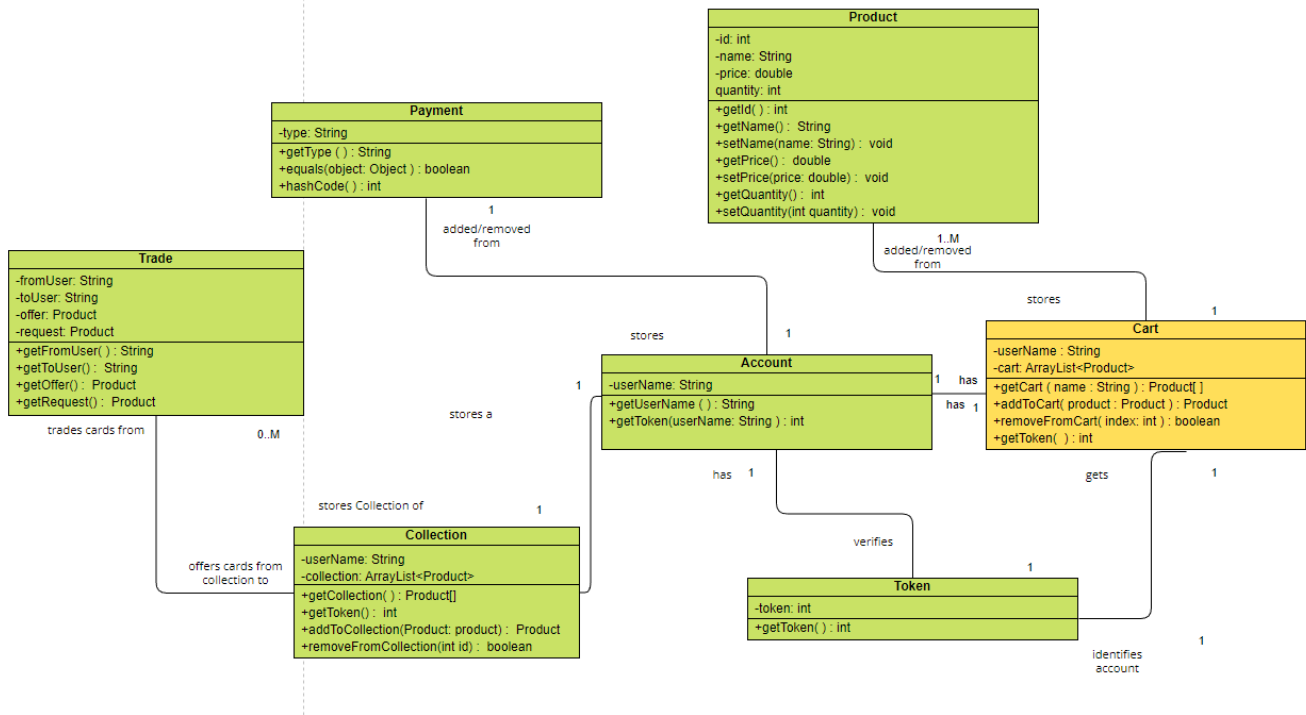 Product
-id: int
-name: String
-price: double
quantity: int
+getId( ) : int
+getName() :  String
+setName(name: String) :  void
+getPrice() :  double
+setPrice(price: double) :  void
+getQuantity() :  int
+setQuantity(int quantity) :  void
Payment
-type: String
+getType ( ) : String
+equals(object: Object ) : boolean
+hashCode( ) : int
1
added/removed
from
1..M
added/removed
from
Trade
-fromUser: String
-toUser: String
-offer: Product
-request: Product
+getFromUser( ) : String
+getToUser() :  String
+getOffer() :  Product
+getRequest() :  Product
trades cards from
0..M
stores
1
stores
1
Account
-userName: String
+getUserName ( ) : String
+getToken(userName: String ) : int
1
has
has
1
Cart
-userName : String
-cart: ArrayList<Product>
+getCart ( name : String ) : Product[ ]
+addToCart( product : Product ) : Product
+removeFromCart( index: int ) : boolean
+getToken(  ) : int
1
stores a
has
1
gets
1
stores Collection of
1
Collection
-userName: String
-collection: ArrayList<Product>
+getCollection( ) : Product[]
+getToken() :  int
+addToCollection(Product: product) :  Product
+removeFromCollection(int id) :  boolean
offers cards from
collection to
verifies
1
Token
-token: int
+getToken( ) : int
1
identifies
account